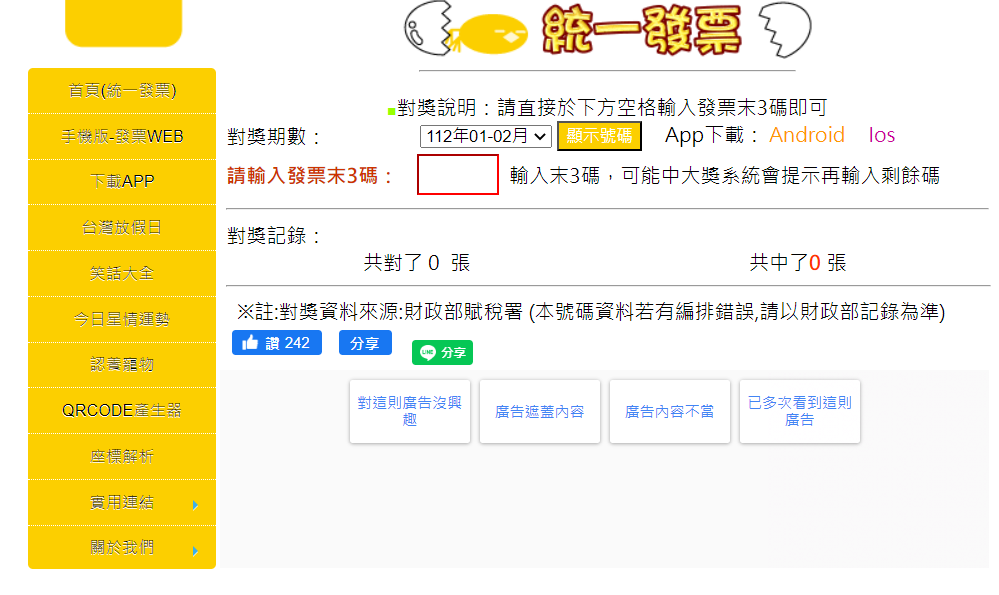 統一發票
首頁(統一發票)
手機版-發票WEB
下載APP
台灣放假日
笑話大全
今日星情運勢
認養寵物
QRCODE產生器
座標解析
實用連結
關於我們
對獎說明：請直接於下方空格輸入發票末3碼即可
對獎期數： 112年01-02月 顯示號碼 App下載： Android Ios
請輸入發票末3碼： 輸入末3碼，可能中大獎系統會提示再輸入剩餘碼
對獎記錄：
共對了 0 張 共中了0 張
※註:對獎資料來源:財政部賦稅署 (本號碼資料若有編排錯誤,請以財政部記錄為準)
讚 242 分享 LINE 分享
對這則廣告沒興
趣
廣告遮蓋內容
廣告內容不當
已多次看到這則
廣告